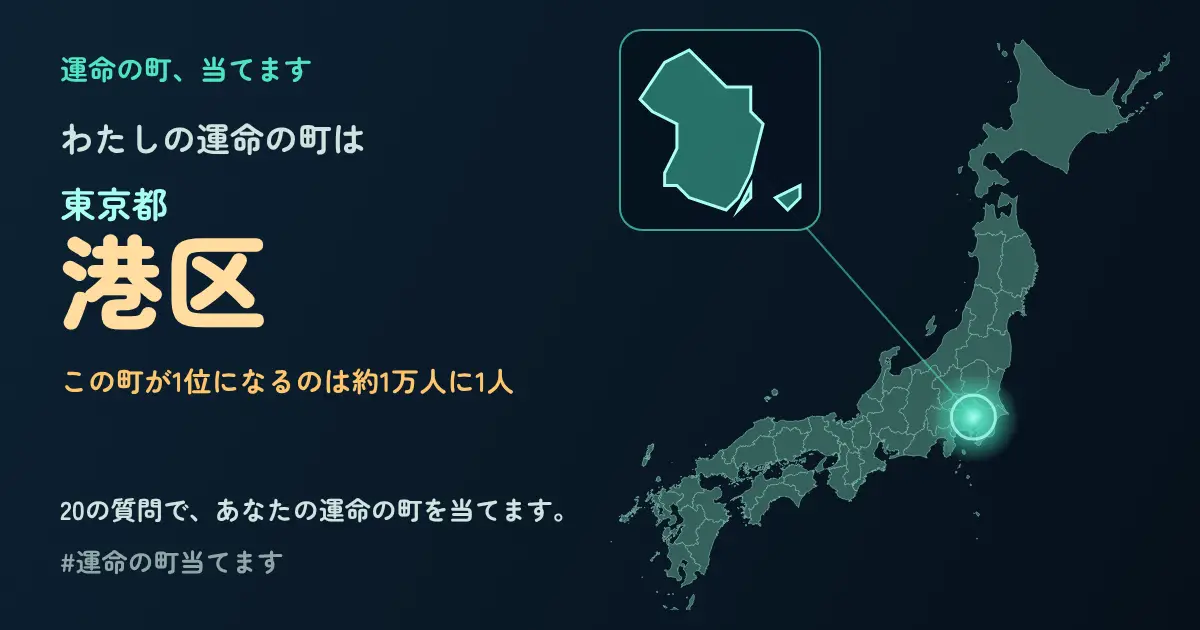 運命の町、当てます
わたしの運命の町は
東京都
港区
この町が1位になるのは約1万人に1人
20の質問で、あなたの運命の町を当てます。
#運命の町当てます